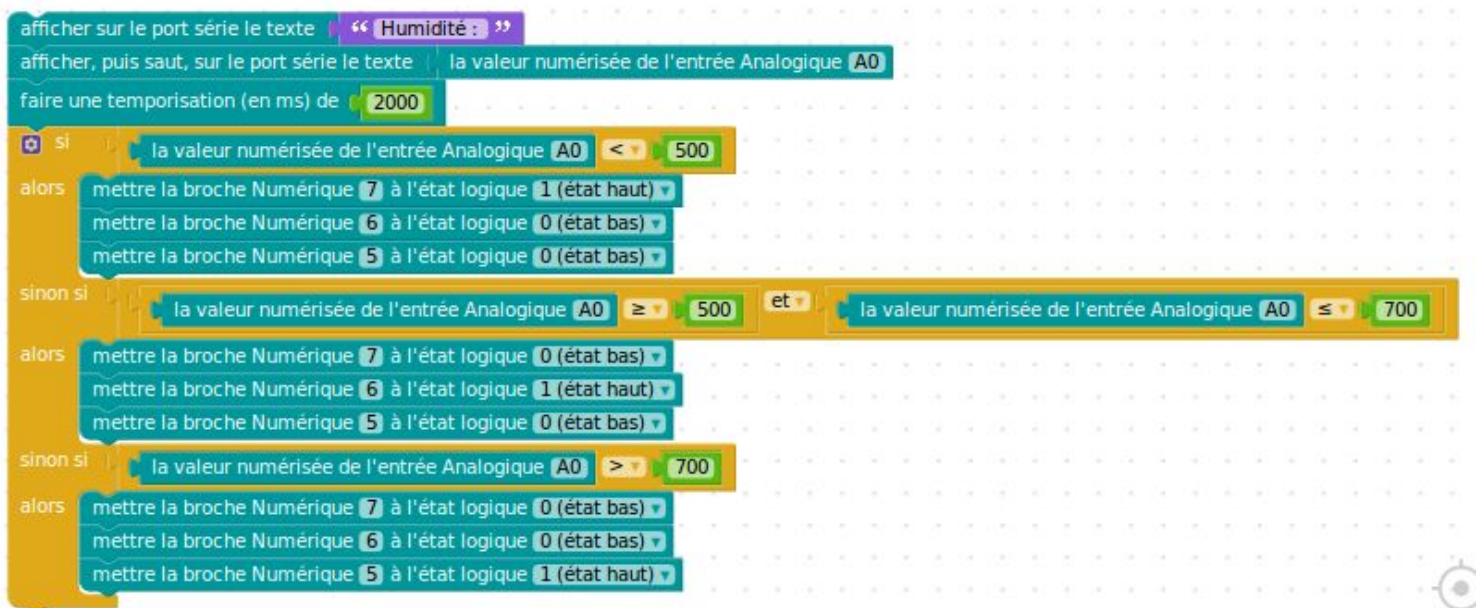 afficher sur le port série le texte “ Humidité : ”
afficher, puis saut, sur le port série le texte la valeur numérisée de l'entrée Analogique A0
faire une temporisation (en ms) de 2000
si la valeur numérisée de l'entrée Analogique A0 < 500
alors mettre la broche Numérique 7 à l'état logique 1 (état haut)
mettre la broche Numérique 6 à l'état logique 0 (état bas)
mettre la broche Numérique 5 à l'état logique 0 (état bas)
sinon si la valeur numérisée de l'entrée Analogique A0 ≥ 500 et la valeur numérisée de l'entrée Analogique A0 ≤ 700
alors mettre la broche Numérique 7 à l'état logique 0 (état bas)
mettre la broche Numérique 6 à l'état logique 1 (état haut)
mettre la broche Numérique 5 à l'état logique 0 (état bas)
sinon si la valeur numérisée de l'entrée Analogique A0 > 700
alors mettre la broche Numérique 7 à l'état logique 0 (état bas)
mettre la broche Numérique 6 à l'état logique 0 (état bas)
mettre la broche Numérique 5 à l'état logique 1 (état haut)